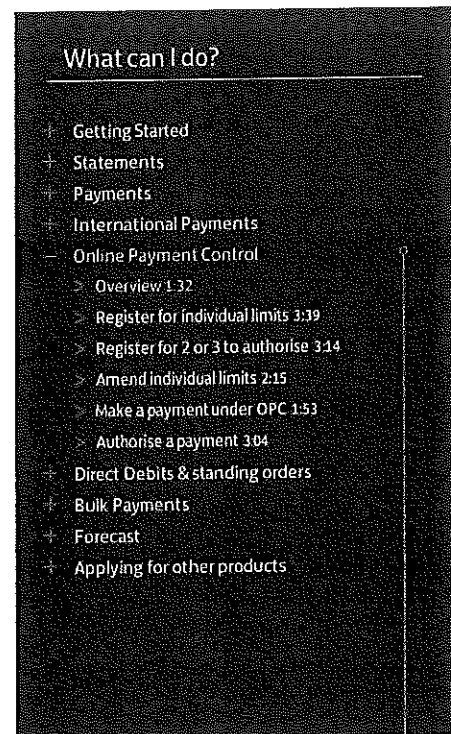 What can I do?
+ Getting Started
+ Statements
+ Payments
+ International Payments
− Online Payment Control
> Overview 1:32
> Register for individual limits 3:39
> Register for 2 or 3 to authorise 3:14
> Amend individual limits 2:15
> Make a payment under OPC 1:53
> Authorise a payment 3:04
+ Direct Debits & standing orders
+ Bulk Payments
+ Forecast
+ Applying for other products